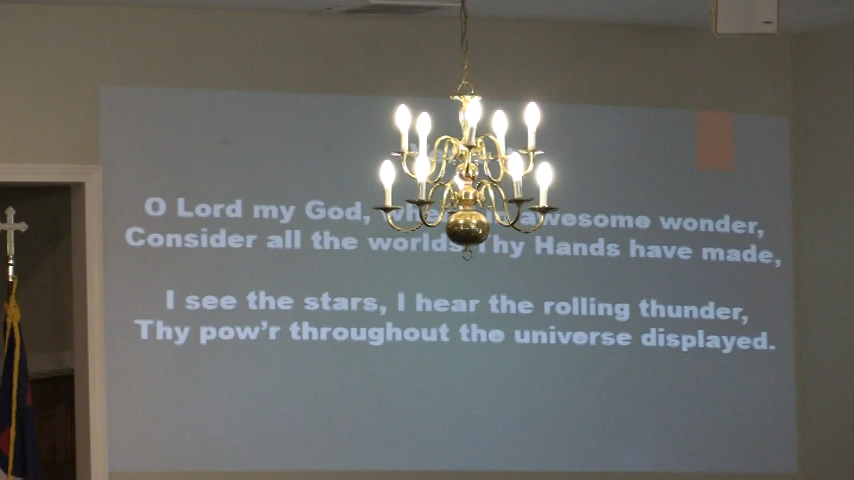 O Lord my God, awesome wonder,
Consider all the worlds Thy Hands have made,
I see the stars, I hear the rolling thunder,
Thy pow'r throughout the universe displayed.